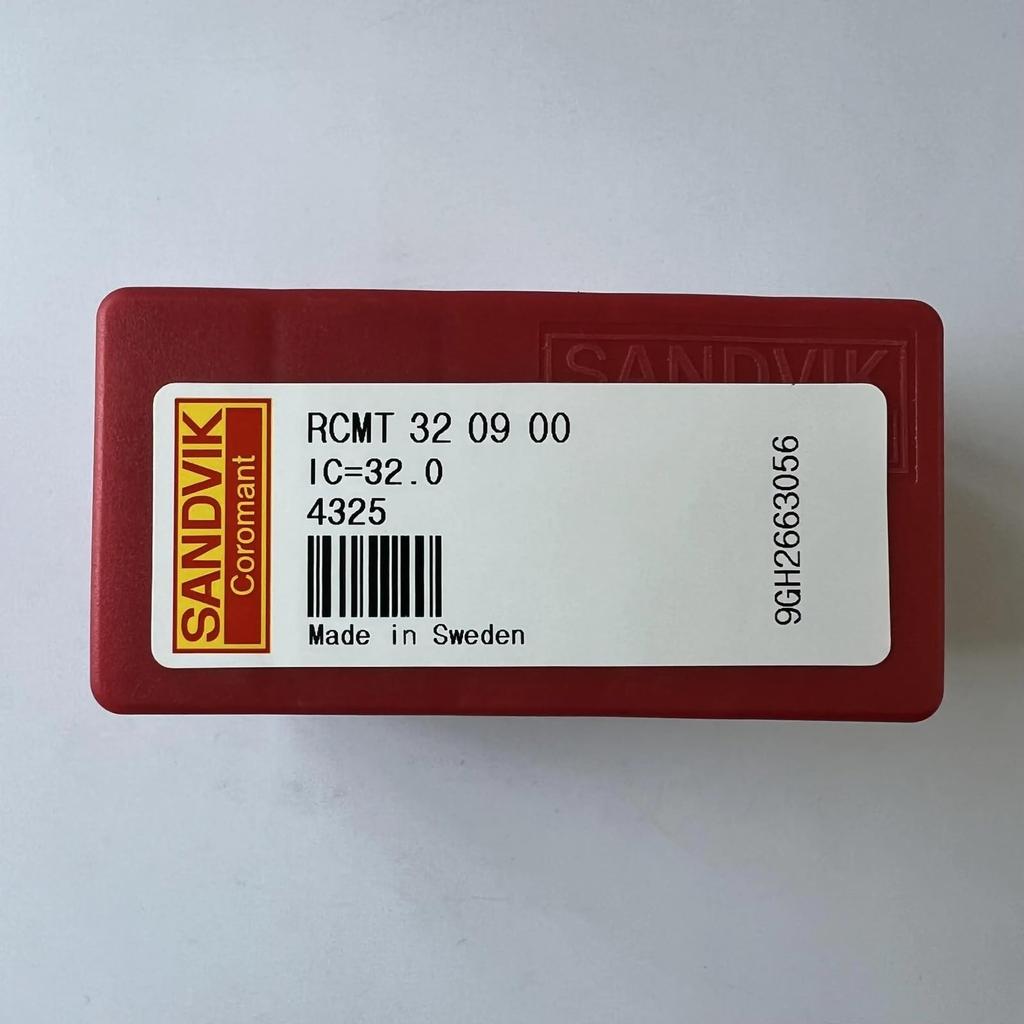 SANDVIK
SANDVIK
Coromant
RCMT 32 09 00
IC=32.0
4325
Made in Sweden
9GH2663056